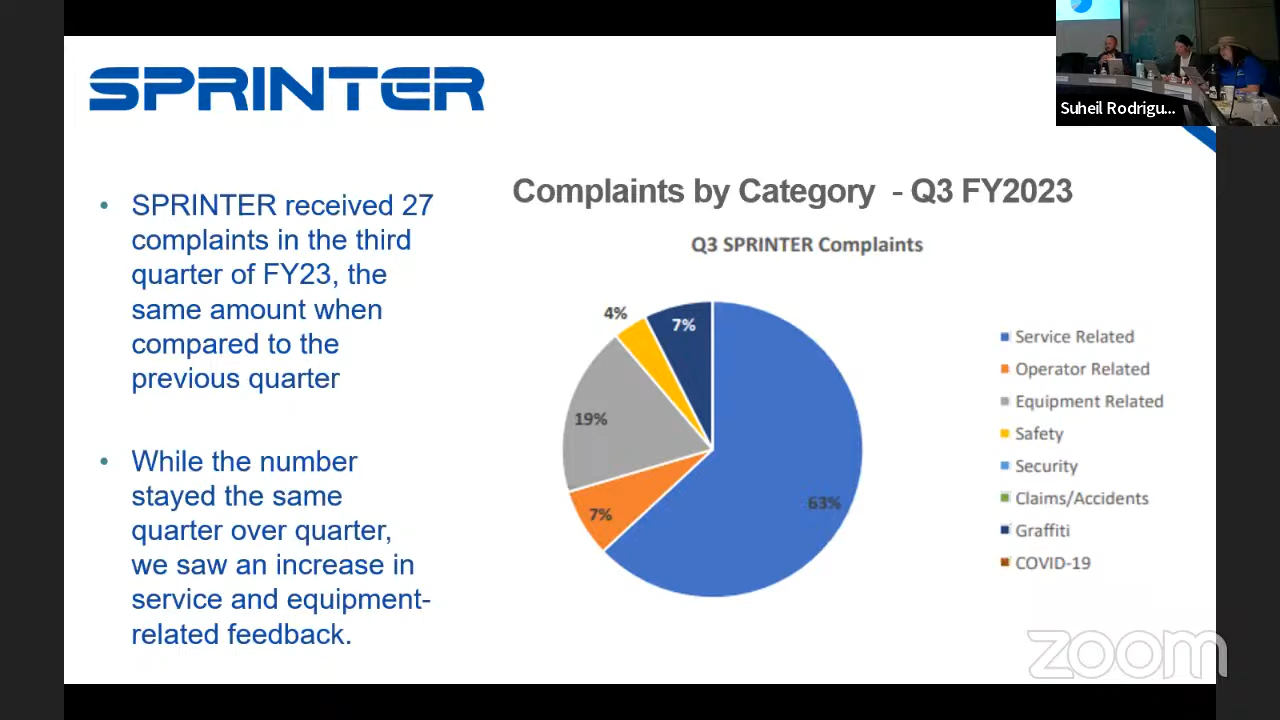 SPRINTER
Suheil Rodrigu...
• SPRINTER received 27
complaints in the third
quarter of FY23, the
same amount when
compared to the
previous quarter
• While the number
stayed the same
quarter over quarter,
we saw an increase in
service and equipment-
related feedback.
Complaints by Category - Q3 FY2023
Q3 SPRINTER Complaints
4%
7%
19%
7%
63%
Service Related
Operator Related
Equipment Related
Safety
Security
Claims/Accidents
Graffiti
COVID-19
zoom